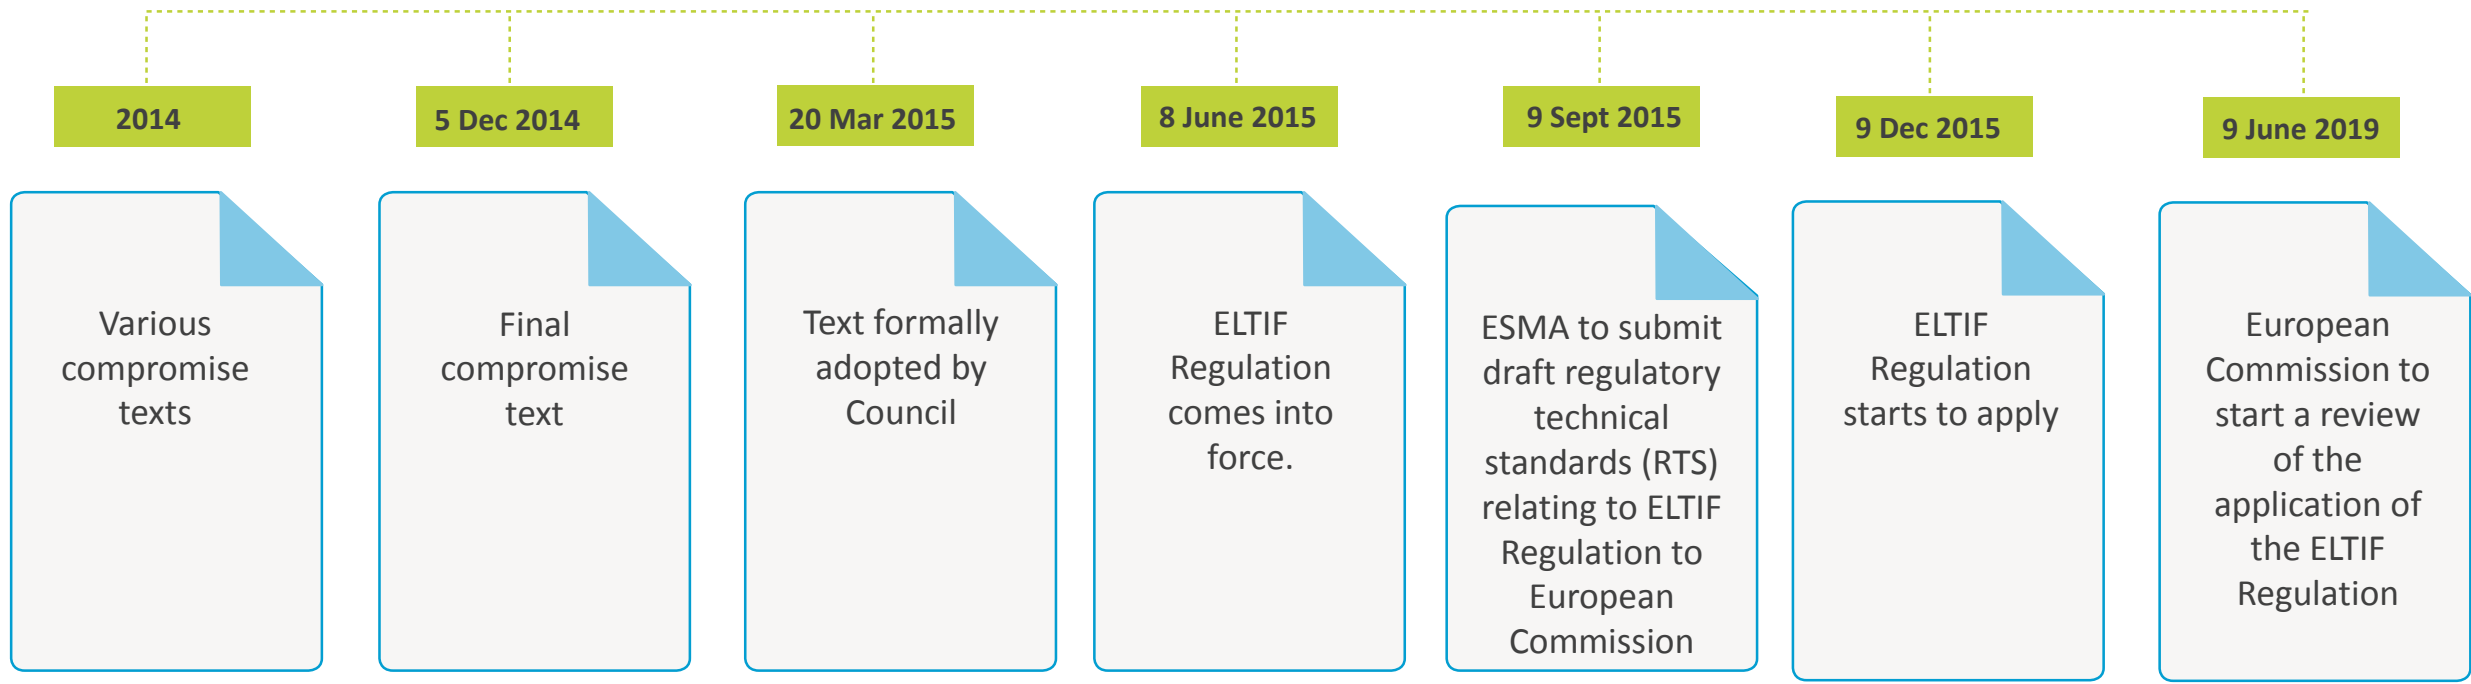 2014
Various
compromise
texts
5 Dec 2014
Final
compromise
text
20 Mar 2015
Text formally
adopted by
Council
8 June 2015
ELTIF
Regulation
comes into
force.
9 Sept 2015
ESMA to submit
draft regulatory
technical
standards (RTS)
relating to ELTIF
Regulation to
European
Commission
9 Dec 2015
ELTIF
Regulation
starts to apply
9 June 2019
European
Commission to
start a review
of the
application of
the ELTIF
Regulation